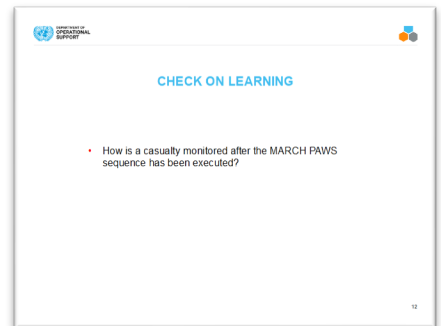 DEPARTMENT OF
OPERATIONAL
SUPPORT
CHECK ON LEARNING
• How is a casualty monitored after the MARCH PAWS
sequence has been executed?
12